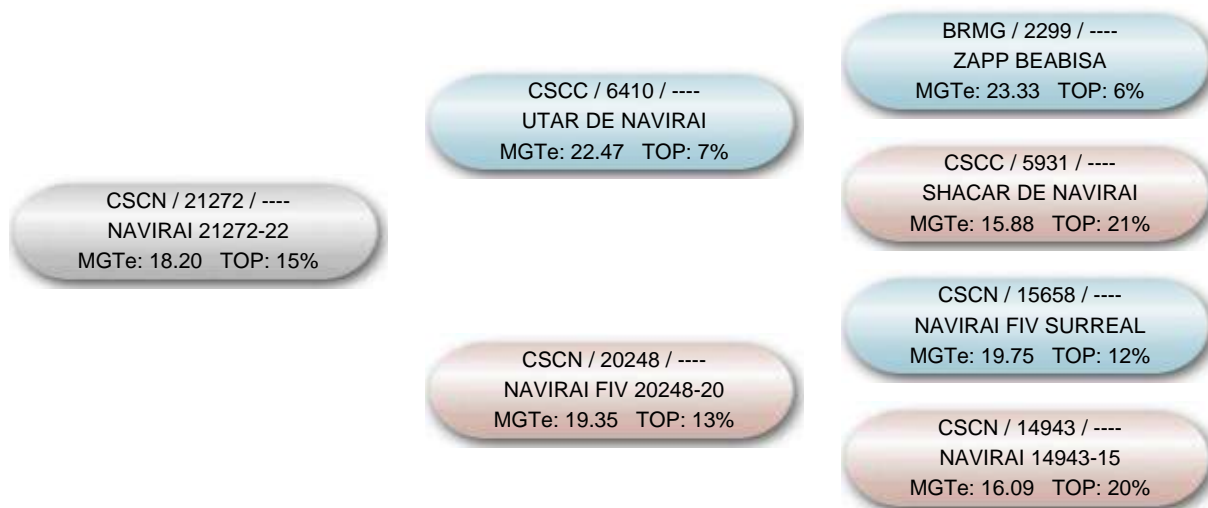 CSCN / 21272 / ----
NAVIRAI 21272-22
MGTe: 18.20 TOP: 15%
CSCC / 6410 / ----
UTAR DE NAVIRAI
MGTe: 22.47 TOP: 7%
CSCN / 20248 / ----
NAVIRAI FIV 20248-20
MGTe: 19.35 TOP: 13%
BRMG / 2299 / ----
ZAPP BEABISA
MGTe: 23.33 TOP: 6%
CSCC / 5931 / ----
SHACAR DE NAVIRAI
MGTe: 15.88 TOP: 21%
CSCN / 15658 / ----
NAVIRAI FIV SURREAL
MGTe: 19.75 TOP: 12%
CSCN / 14943 / ----
NAVIRAI 14943-15
MGTe: 16.09 TOP: 20%